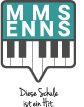 MMS
ENNS
Diese Schule
ist ein Hit